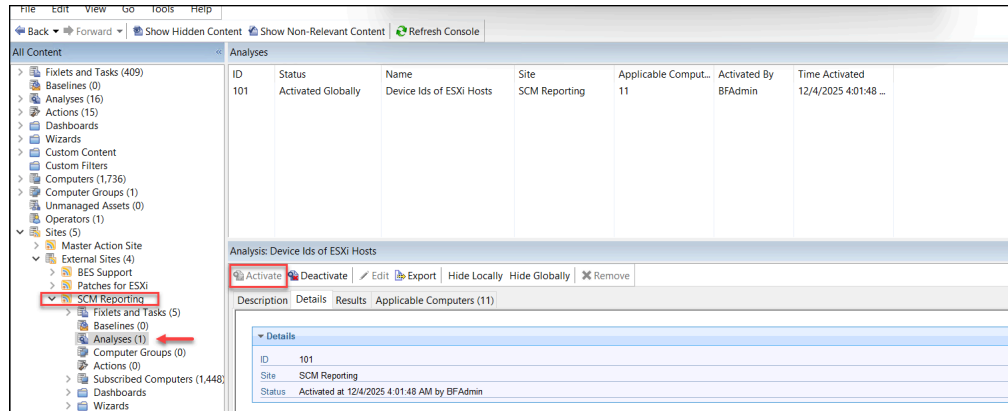 File Edit View Go Tools Help
Back Forward Show Hidden Content Show Non-Relevant Content Refresh Console
All Content «
Fixlets and Tasks (409)
Baselines (0)
Analyses (16)
Actions (15)
Dashboards
Wizards
Custom Content
Custom Filters
Computers (1,736)
Computer Groups (1)
Unmanaged Assets (0)
Operators (1)
Sites (5)
Master Action Site
External Sites (4)
BES Support
Patches for ESXi
SCM Reporting
Fixlets and Tasks (5)
Baselines (0)
Analyses (1)
Computer Groups (0)
Actions (0)
Subscribed Computers (1,448)
Dashboards
Wizards
Analyses
ID Status Name Site Applicable Comput... Activated By Time Activated
101 Activated Globally Device Ids of ESXi Hosts SCM Reporting 11 BFAdmin 12/4/2025 4:01:48 ...
Analysis: Device Ids of ESXi Hosts
Activate Deactivate Edit Export Hide Locally Hide Globally Remove
Description Details Results Applicable Computers (11)
Details
ID 101
Site SCM Reporting
Status Activated at 12/4/2025 4:01:48 AM by BFAdmin